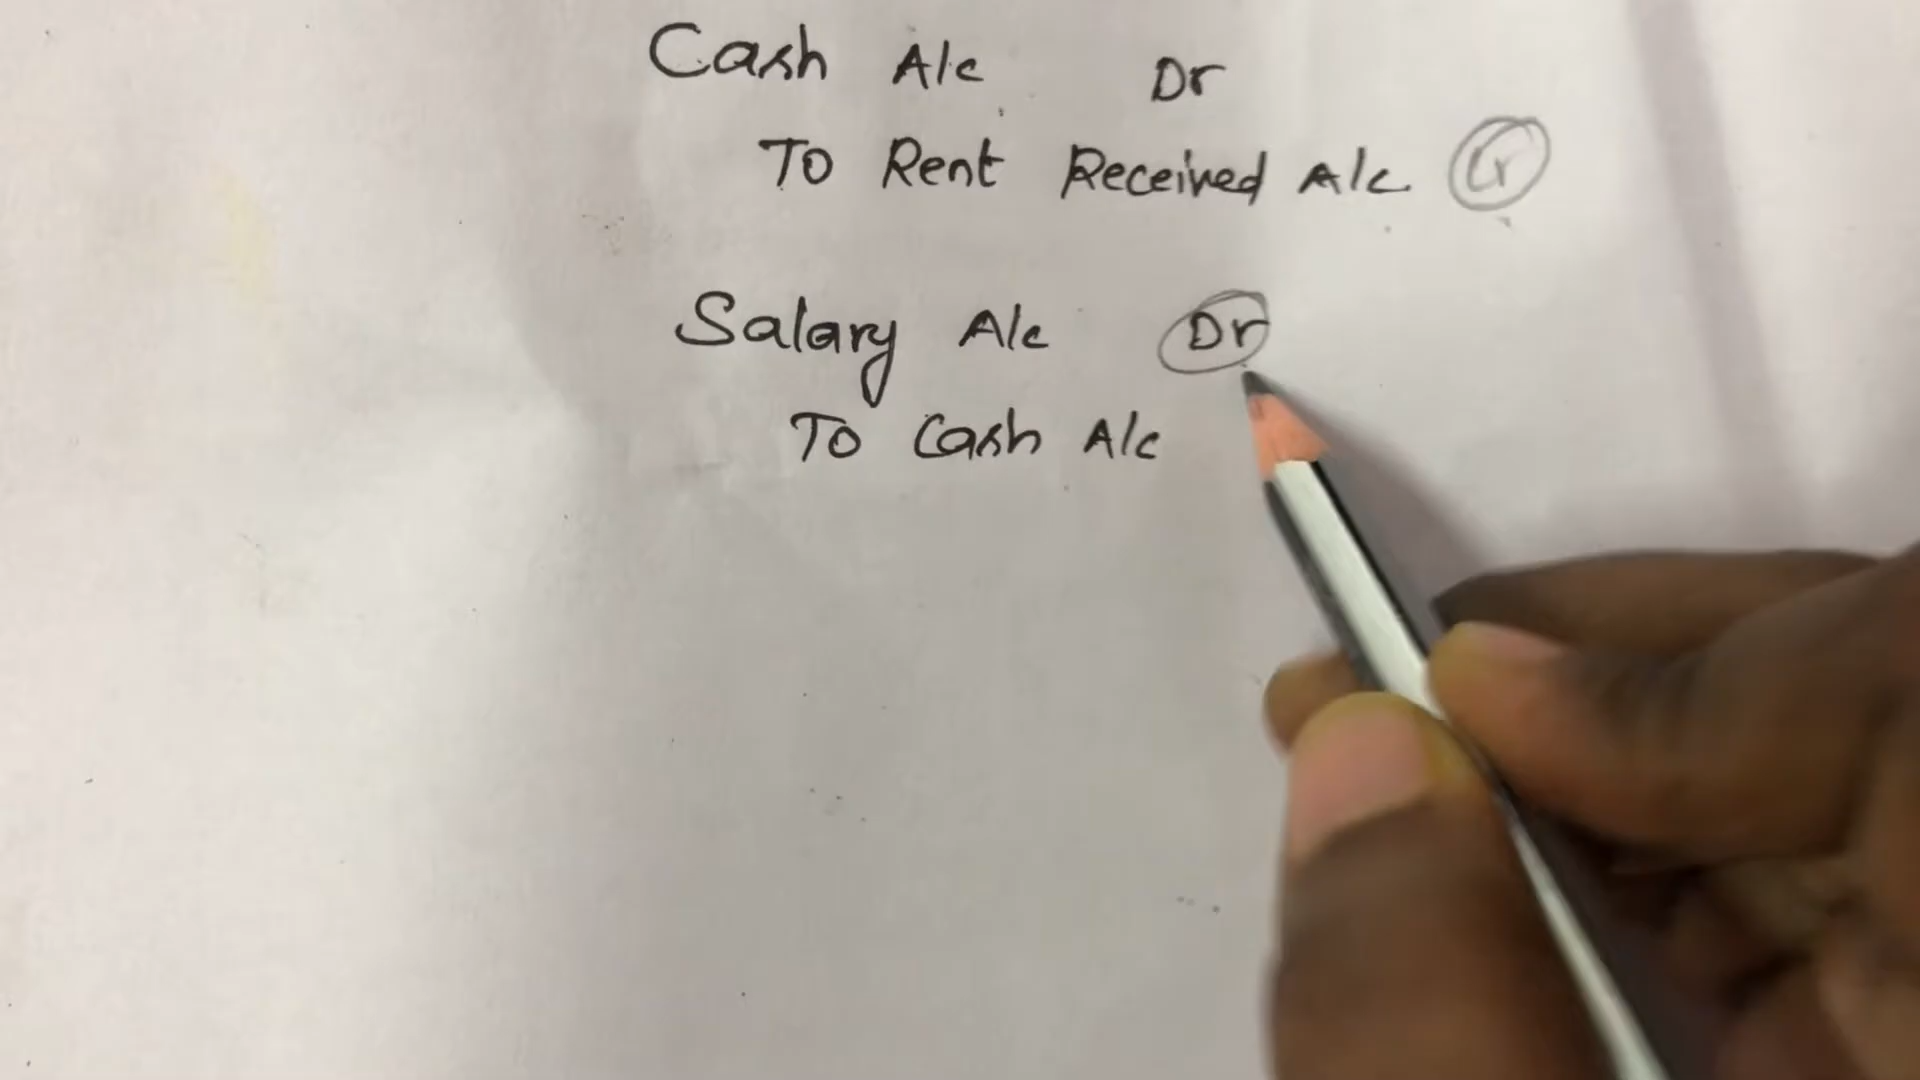 Cash A/c Dr
To Rent Received A/c Cr
Salary A/c Dr
To Cash A/c